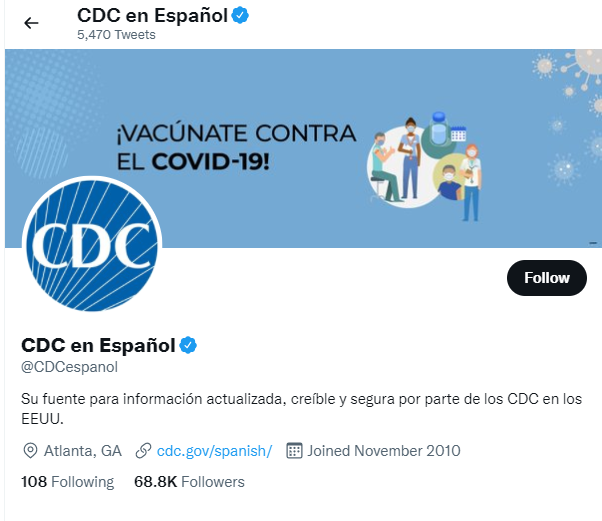 CDC en Español
5,470 Tweets
¡VACÚNATE CONTRA
EL COVID-19!
CDC
Follow
CDC en Español
@CDCespanol
Su fuente para información actualizada, creíble y segura por parte de los CDC en los
EEUU.
Atlanta, GA cdc.gov/spanish/ Joined November 2010
108 Following 68.8K Followers